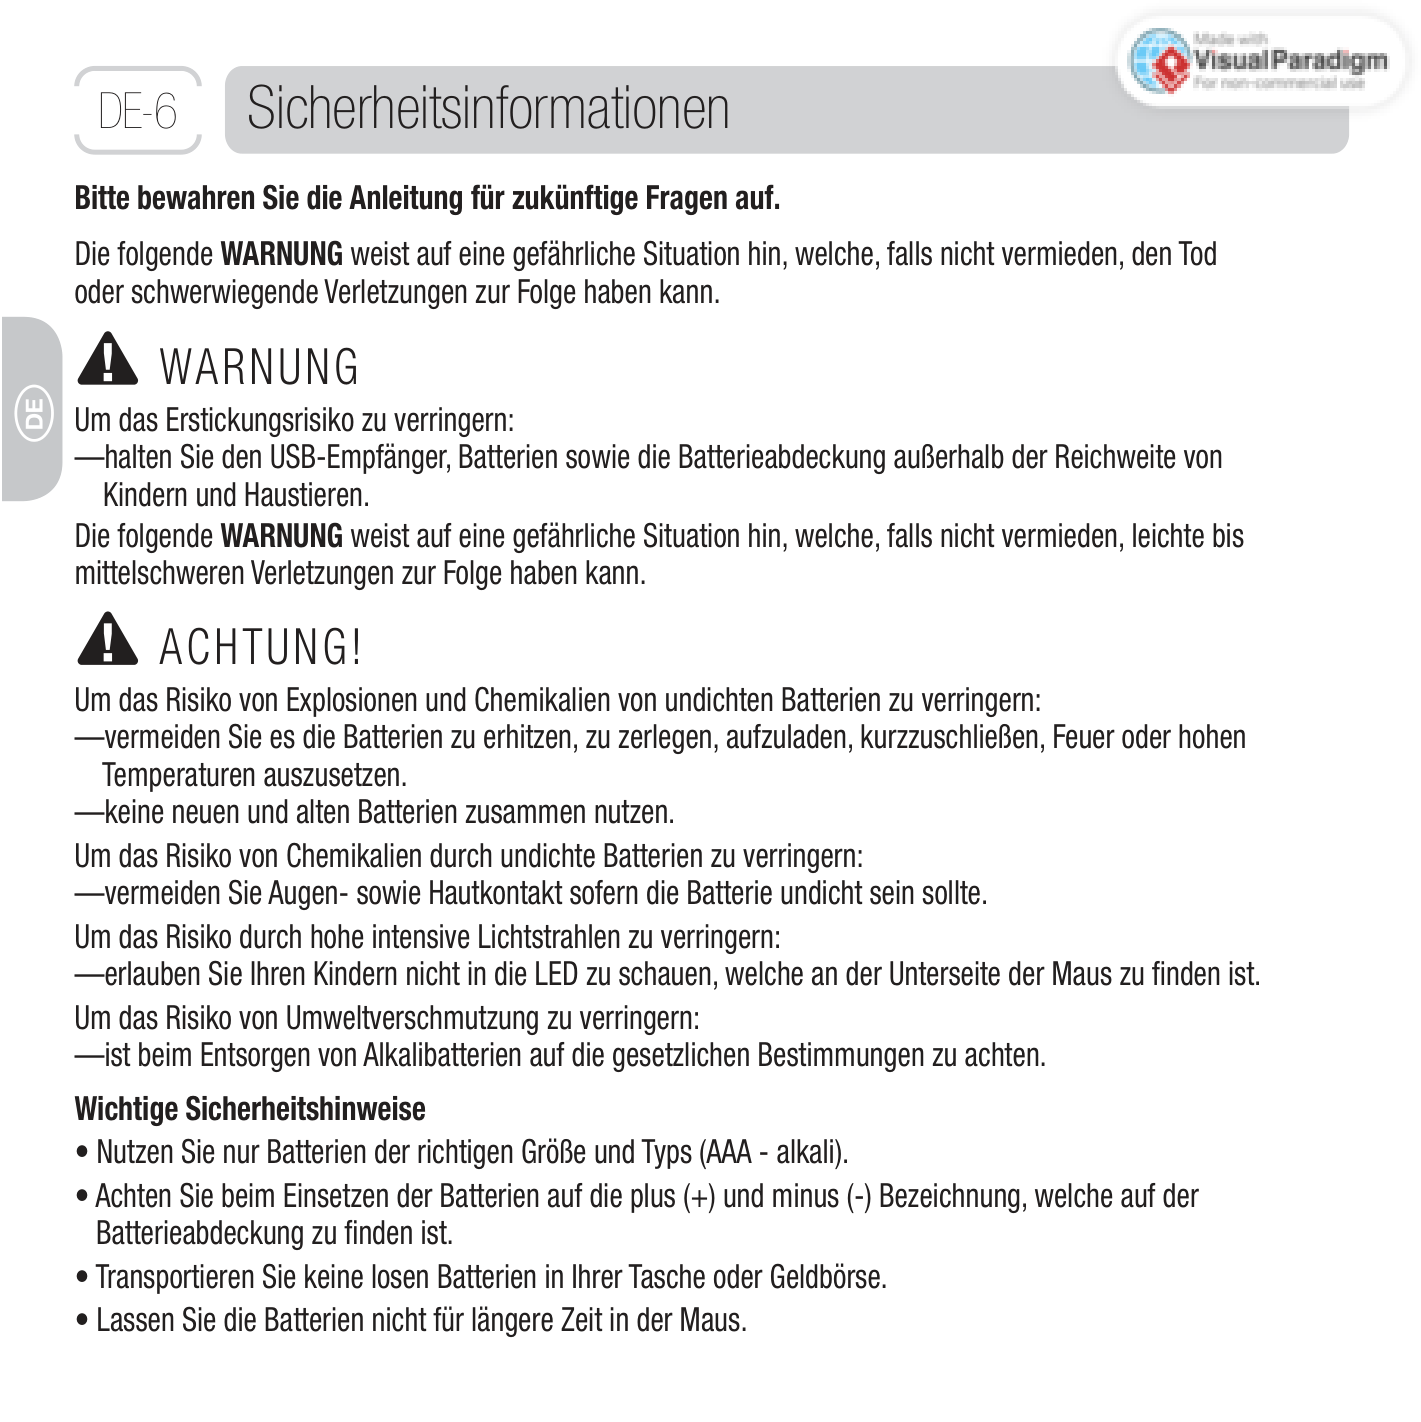 Made with
VisualParadigm
For non-commercial use
DE-6
Sicherheitsinformationen
Bitte bewahren Sie die Anleitung für zukünftige Fragen auf.
Die folgende WARNUNG weist auf eine gefährliche Situation hin, welche, falls nicht vermieden, den Tod
oder schwerwiegende Verletzungen zur Folge haben kann.
WARNUNG
DE
Um das Erstickungsrisiko zu verringern:
—halten Sie den USB-Empfänger, Batterien sowie die Batterieabdeckung außerhalb der Reichweite von
Kindern und Haustieren.
Die folgende WARNUNG weist auf eine gefährliche Situation hin, welche, falls nicht vermieden, leichte bis
mittelschweren Verletzungen zur Folge haben kann.
ACHTUNG!
Um das Risiko von Explosionen und Chemikalien von undichten Batterien zu verringern:
—vermeiden Sie es die Batterien zu erhitzen, zu zerlegen, aufzuladen, kurzzuschließen, Feuer oder hohen
Temperaturen auszusetzen.
—keine neuen und alten Batterien zusammen nutzen.
Um das Risiko von Chemikalien durch undichte Batterien zu verringern:
—vermeiden Sie Augen- sowie Hautkontakt sofern die Batterie undicht sein sollte.
Um das Risiko durch hohe intensive Lichtstrahlen zu verringern:
—erlauben Sie Ihren Kindern nicht in die LED zu schauen, welche an der Unterseite der Maus zu finden ist.
Um das Risiko von Umweltverschmutzung zu verringern:
—ist beim Entsorgen von Alkalibatterien auf die gesetzlichen Bestimmungen zu achten.
Wichtige Sicherheitshinweise
• Nutzen Sie nur Batterien der richtigen Größe und Typs (AAA - alkali).
• Achten Sie beim Einsetzen der Batterien auf die plus (+) und minus (-) Bezeichnung, welche auf der
Batterieabdeckung zu finden ist.
• Transportieren Sie keine losen Batterien in Ihrer Tasche oder Geldbörse.
• Lassen Sie die Batterien nicht für längere Zeit in der Maus.